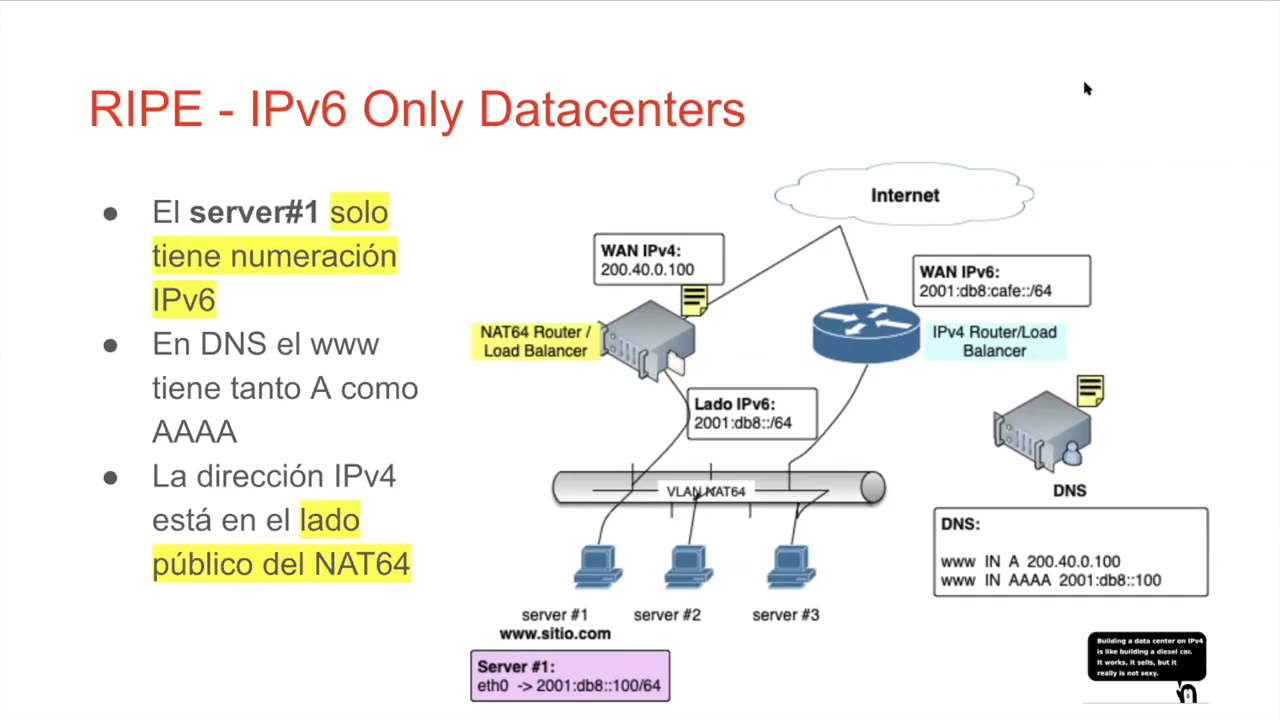 RIPE - IPv6 Only Datacenters
● El server#1 solo
tiene numeración
IPv6
● En DNS el www
tiene tanto A como
AAAA
● La dirección IPv4
está en el lado
público del NAT64
Internet
WAN IPv4:
200.40.0.100
WAN IPv6:
2001:db8:cafe::/64
NAT64 Router /
Load Balancer
IPv4 Router/Load
Balancer
Lado IPv6:
2001:db8::/64
VLAN NAT64
DNS
DNS:
www IN A 200.40.0.100
www IN AAAA 2001:db8::100
server #1
www.sitio.com
server #2
server #3
Server #1:
eth0 -> 2001:db8::100/64
Building a data center on IPv4
is like building a diesel car.
It works, it sells, but it
really is not sexy.